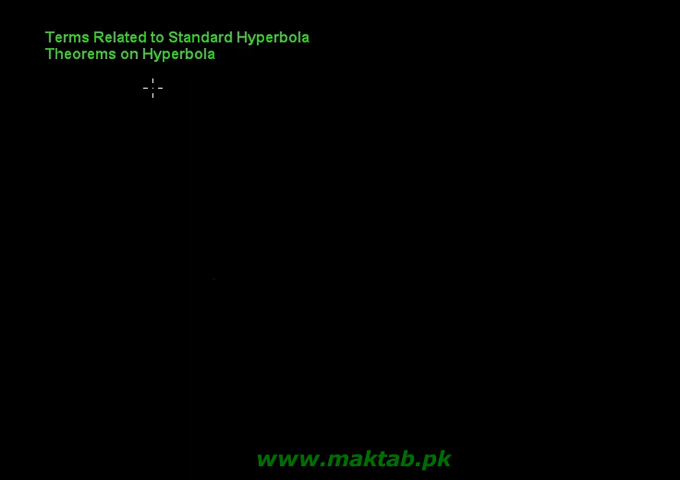 Terms Related to Standard Hyperbola
Theorems on Hyperbola
www.maktab.pk